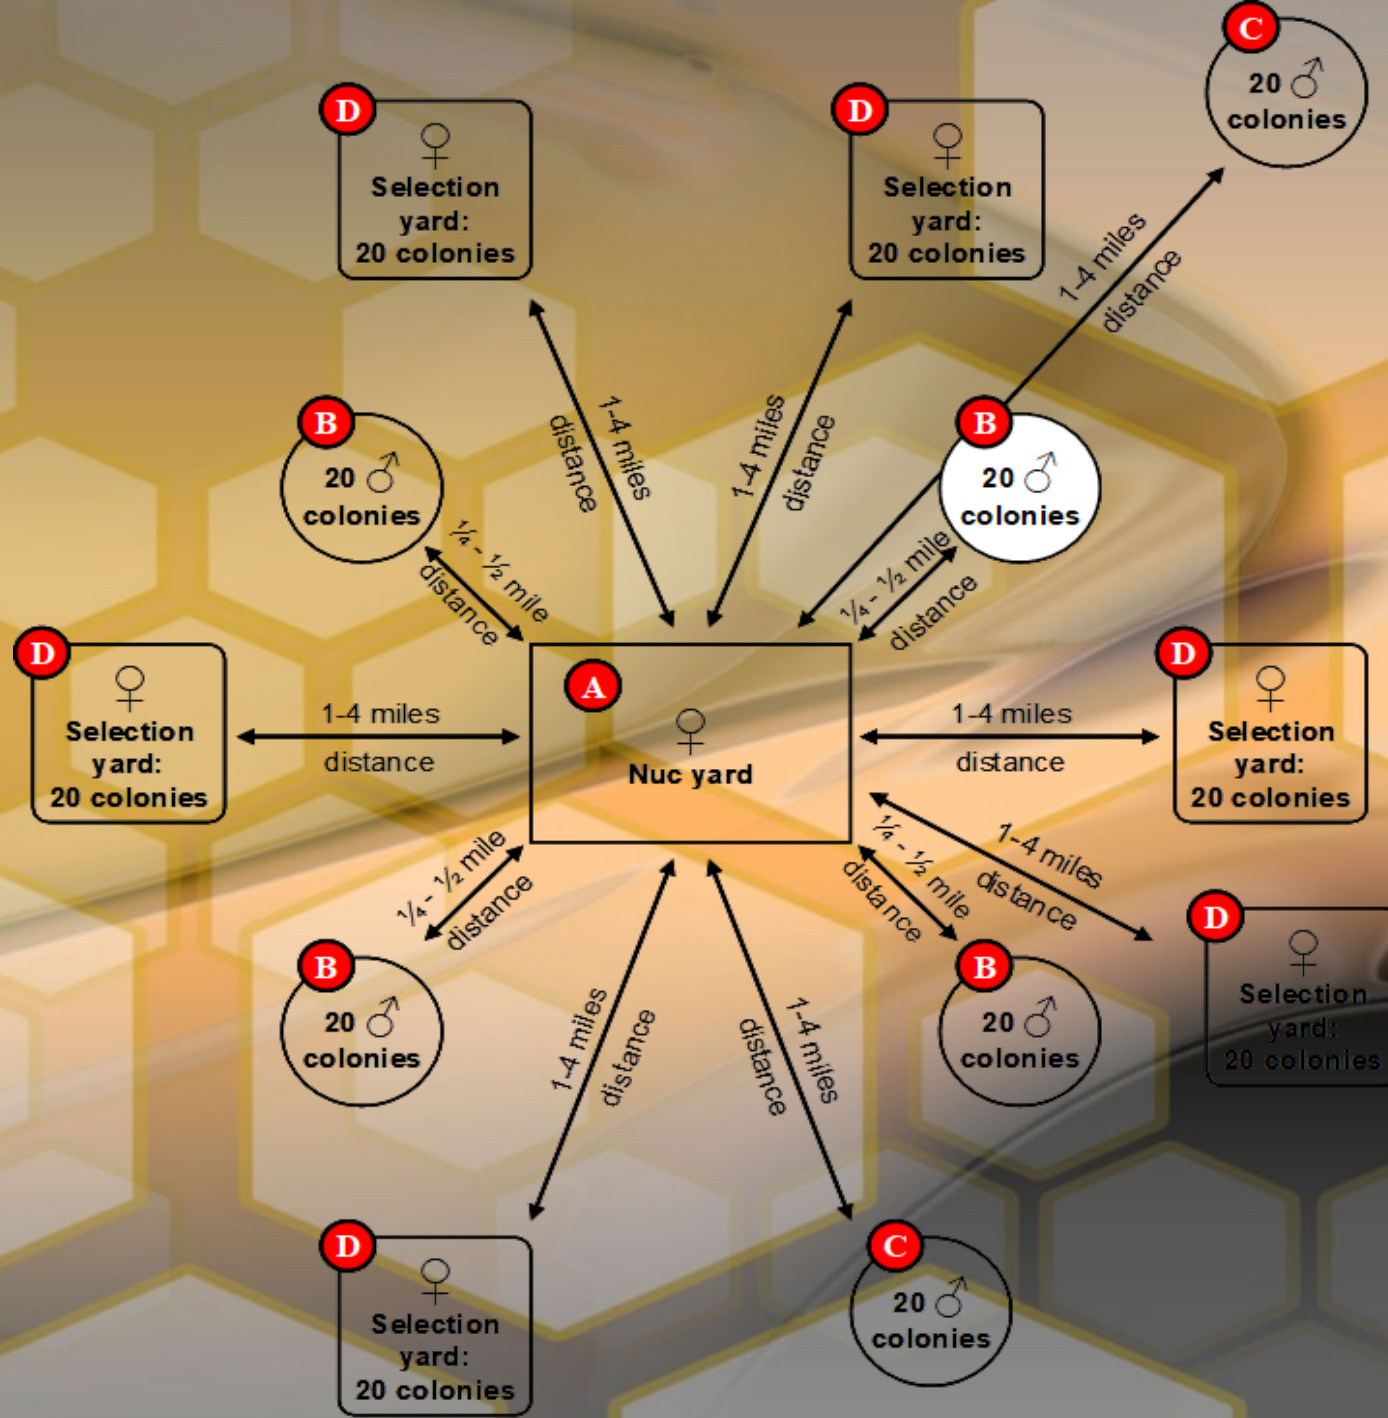 C
20 ♂
colonies
D
♀
Selection
yard:
20 colonies
D
♀
Selection
yard:
20 colonies
1-4 miles
distance
1-4 miles
distance
1-4 miles
distance
B
20 ♂
colonies
B
20 ♂
colonies
¼ - ½ mile
distance
¼ - ½ mile
distance
D
♀
Selection
yard:
20 colonies
1-4 miles
distance
A
♀
Nuc yard
1-4 miles
distance
D
♀
Selection
yard:
20 colonies
¼ - ½ mile
distance
¼ - ½ mile
distance
1-4 miles
distance
D
♀
Selection
yard:
20 colonies
B
20 ♂
colonies
B
20 ♂
colonies
1-4 miles
distance
1-4 miles
distance
D
♀
Selection
yard:
20 colonies
C
20 ♂
colonies